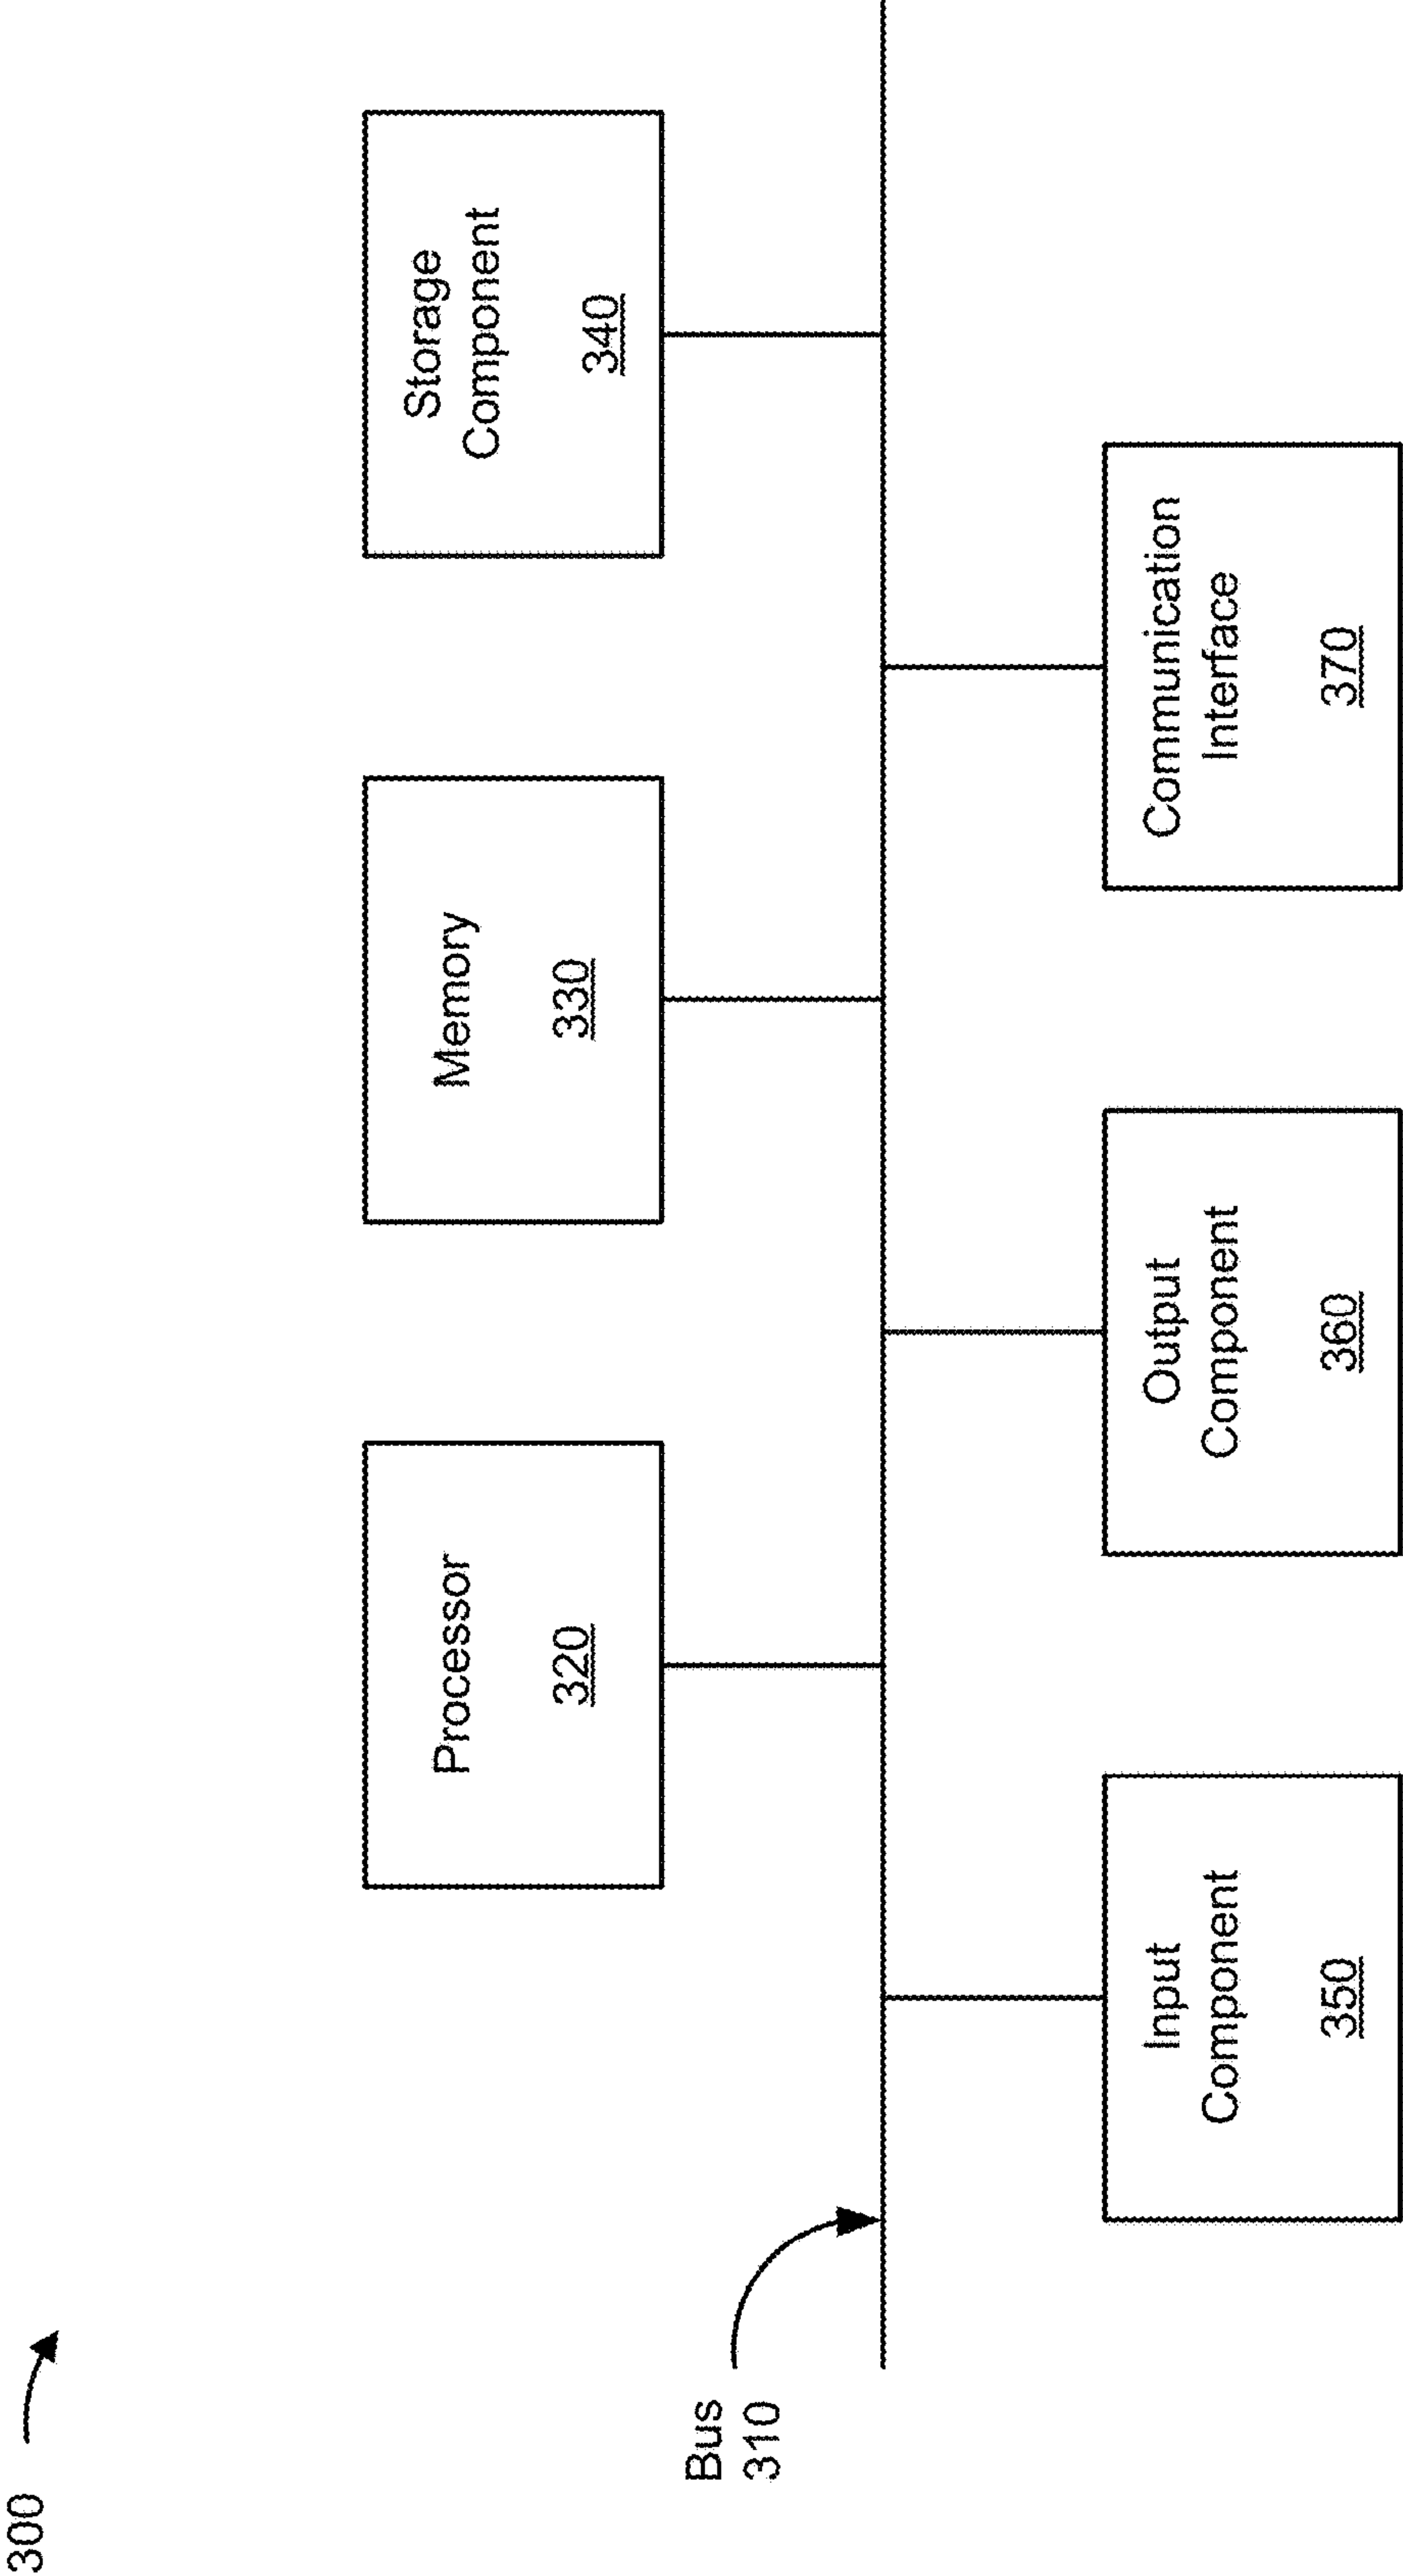 300
Bus
310
Processor
320
Memory
330
Storage
Component
340
Input
Component
350
Output
Component
360
Communication
Interface
370